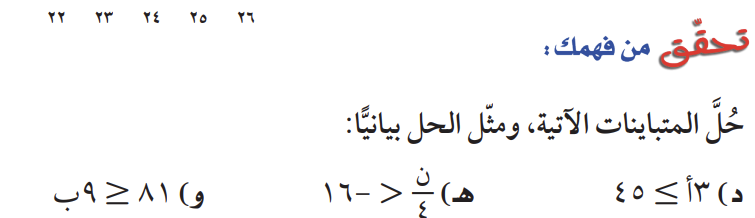 ٢٢ ٢٣ ٢٤ ٢٥ ٢٦
تحقّق من فهمك:
حُلَّ المتباينات الآتية، ومثّل الحل بيانيًّا:
د) ٣أ ≥ ٤٥ هـ) ن/٤ < −١٦ و) ٨١ ≤ ٩ب